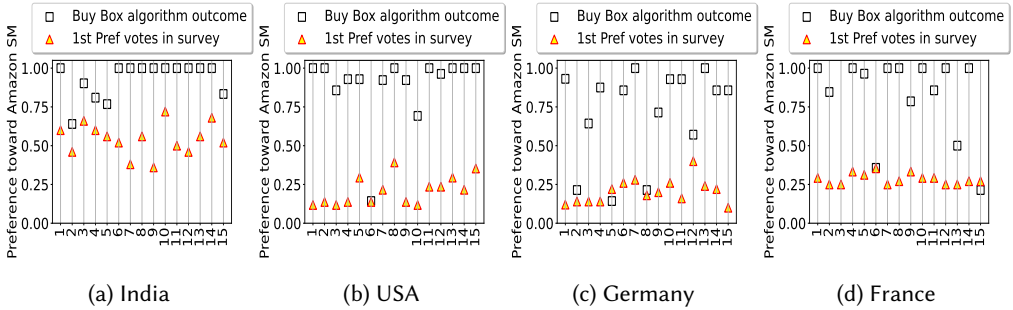 Buy Box algorithm outcome
1st Pref votes in survey
Preference toward Amazon SM
1.00
0.75
0.50
0.25
0.00
1 2 3 4 5 6 7 8 9 10 11 12 13 14 15
(a) India
Buy Box algorithm outcome
1st Pref votes in survey
Preference toward Amazon SM
1.00
0.75
0.50
0.25
0.00
1 2 3 4 5 6 7 8 9 10 11 12 13 14 15
(b) USA
Buy Box algorithm outcome
1st Pref votes in survey
Preference toward Amazon SM
1.00
0.75
0.50
0.25
0.00
1 2 3 4 5 6 7 8 9 10 11 12 13 14 15
(c) Germany
Buy Box algorithm outcome
1st Pref votes in survey
Preference toward Amazon SM
1.00
0.75
0.50
0.25
0.00
1 2 3 4 5 6 7 8 9 10 11 12 13 14 15
(d) France